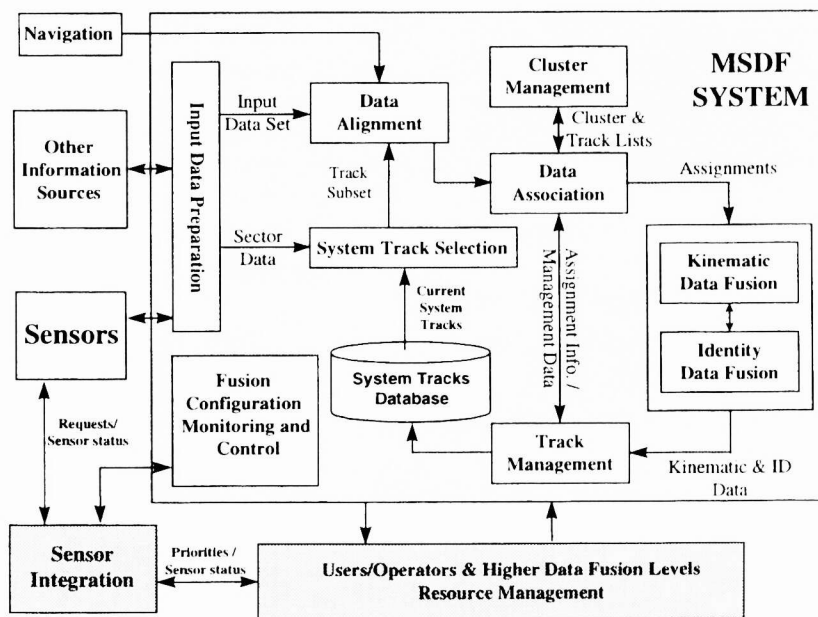 Navigation
MSDF
SYSTEM
Cluster
Management
Input
Data Set
Data
Alignment
Cluster &
Track Lists
Other
Information
Sources
Input Data Preparation
Track
Subset
Data
Association
Assignments
Sector
Data
System Track Selection
Kinematic
Data Fusion
Assignment Info. /
Management Data
Current
System
Tracks
Sensors
Identity
Data Fusion
System Tracks
Database
Fusion
Configuration
Monitoring and
Control
Requests/
Sensor status
Track
Management
Kinematic & ID
Data
Sensor
Integration
Priorities /
Sensor status
Users/Operators & Higher Data Fusion Levels
Resource Management